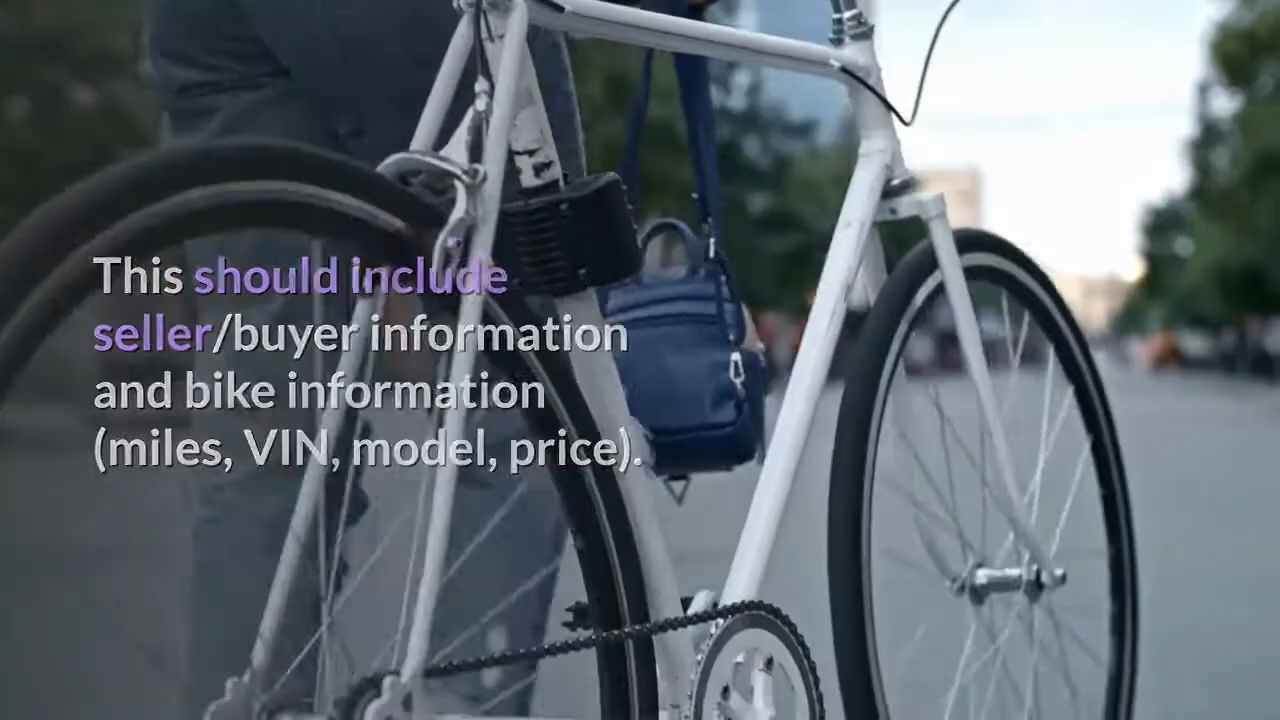 This should include
seller/buyer information
and bike information
(miles, VIN, model, price).